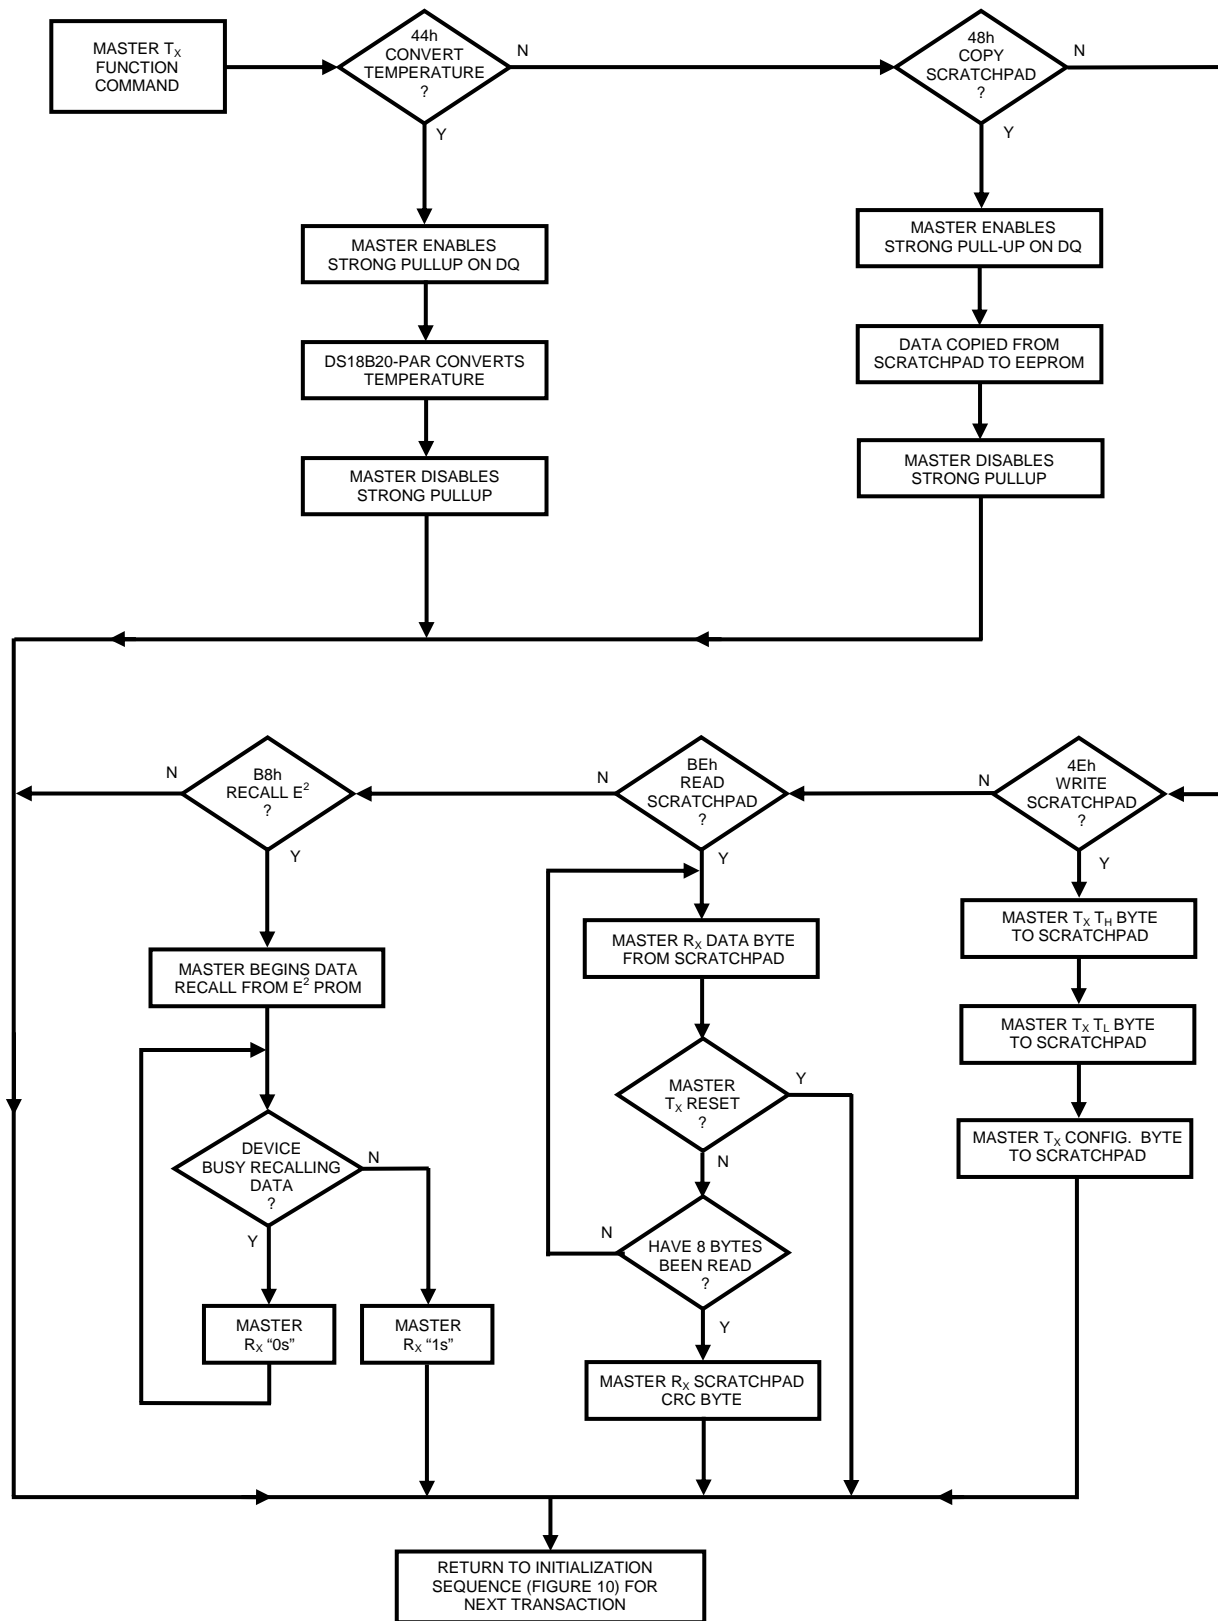 MASTER TX
FUNCTION
COMMAND
44h
CONVERT
TEMPERATURE
?
N
Y
48h
COPY
SCRATCHPAD
?
N
Y
MASTER ENABLES
STRONG PULLUP ON DQ
DS18B20-PAR CONVERTS
TEMPERATURE
MASTER DISABLES
STRONG PULLUP
MASTER ENABLES
STRONG PULL-UP ON DQ
DATA COPIED FROM
SCRATCHPAD TO EEPROM
MASTER DISABLES
STRONG PULLUP
B8h
RECALL E2
?
N
Y
BEh
READ
SCRATCHPAD
?
N
Y
4Eh
WRITE
SCRATCHPAD
?
N
Y
MASTER BEGINS DATA
RECALL FROM E2 PROM
DEVICE
BUSY RECALLING
DATA
?
N
Y
MASTER
RX “0s”
MASTER
RX “1s”
MASTER RX DATA BYTE
FROM SCRATCHPAD
MASTER
TX RESET
?
Y
N
HAVE 8 BYTES
BEEN READ
?
N
Y
MASTER RX SCRATCHPAD
CRC BYTE
MASTER TX TH BYTE
TO SCRATCHPAD
MASTER TX TL BYTE
TO SCRATCHPAD
MASTER TX CONFIG. BYTE
TO SCRATCHPAD
RETURN TO INITIALIZATION
SEQUENCE (FIGURE 10) FOR
NEXT TRANSACTION